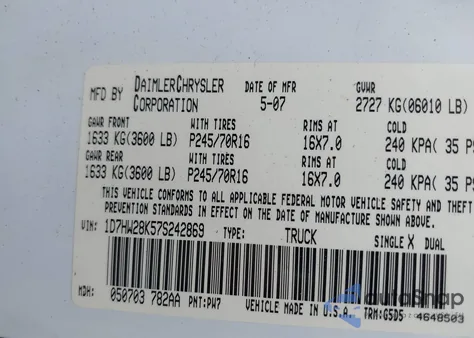 MFD BY DAIMLERCHRYSLER CORPORATION DATE OF MFR 5-07 GVWR 2727 KG(06010 LB)
GAWR FRONT WITH TIRES RIMS AT COLD
1633 KG(3600 LB) P245/70R16 16X7.0 240 KPA( 35 PS
GAWR REAR WITH TIRES RIMS AT COLD
1633 KG(3600 LB) P245/70R16 16X7.0 240 KPA( 35 PS
THIS VEHICLE CONFORMS TO ALL APPLICABLE FEDERAL MOTOR VEHICLE SAFETY AND THEFT
PREVENTION STANDARDS IN EFFECT ON THE DATE OF MANUFACTURE SHOWN ABOVE.
VIN: 1D7HW28K57S242869 TYPE: TRUCK SINGLE X DUAL
MDH: 050703 782AA PNT:PW7 VEHICLE MADE IN U.S.A. TRM:G5D5 4648503
autoSnap